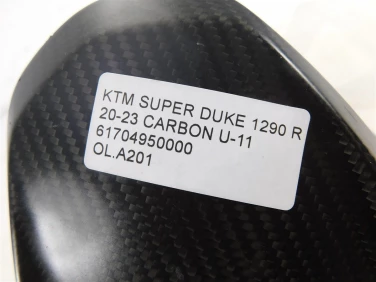 KTM SUPER DUKE 1290 R
20-23 CARBON U-11
61704950000
OL.A201